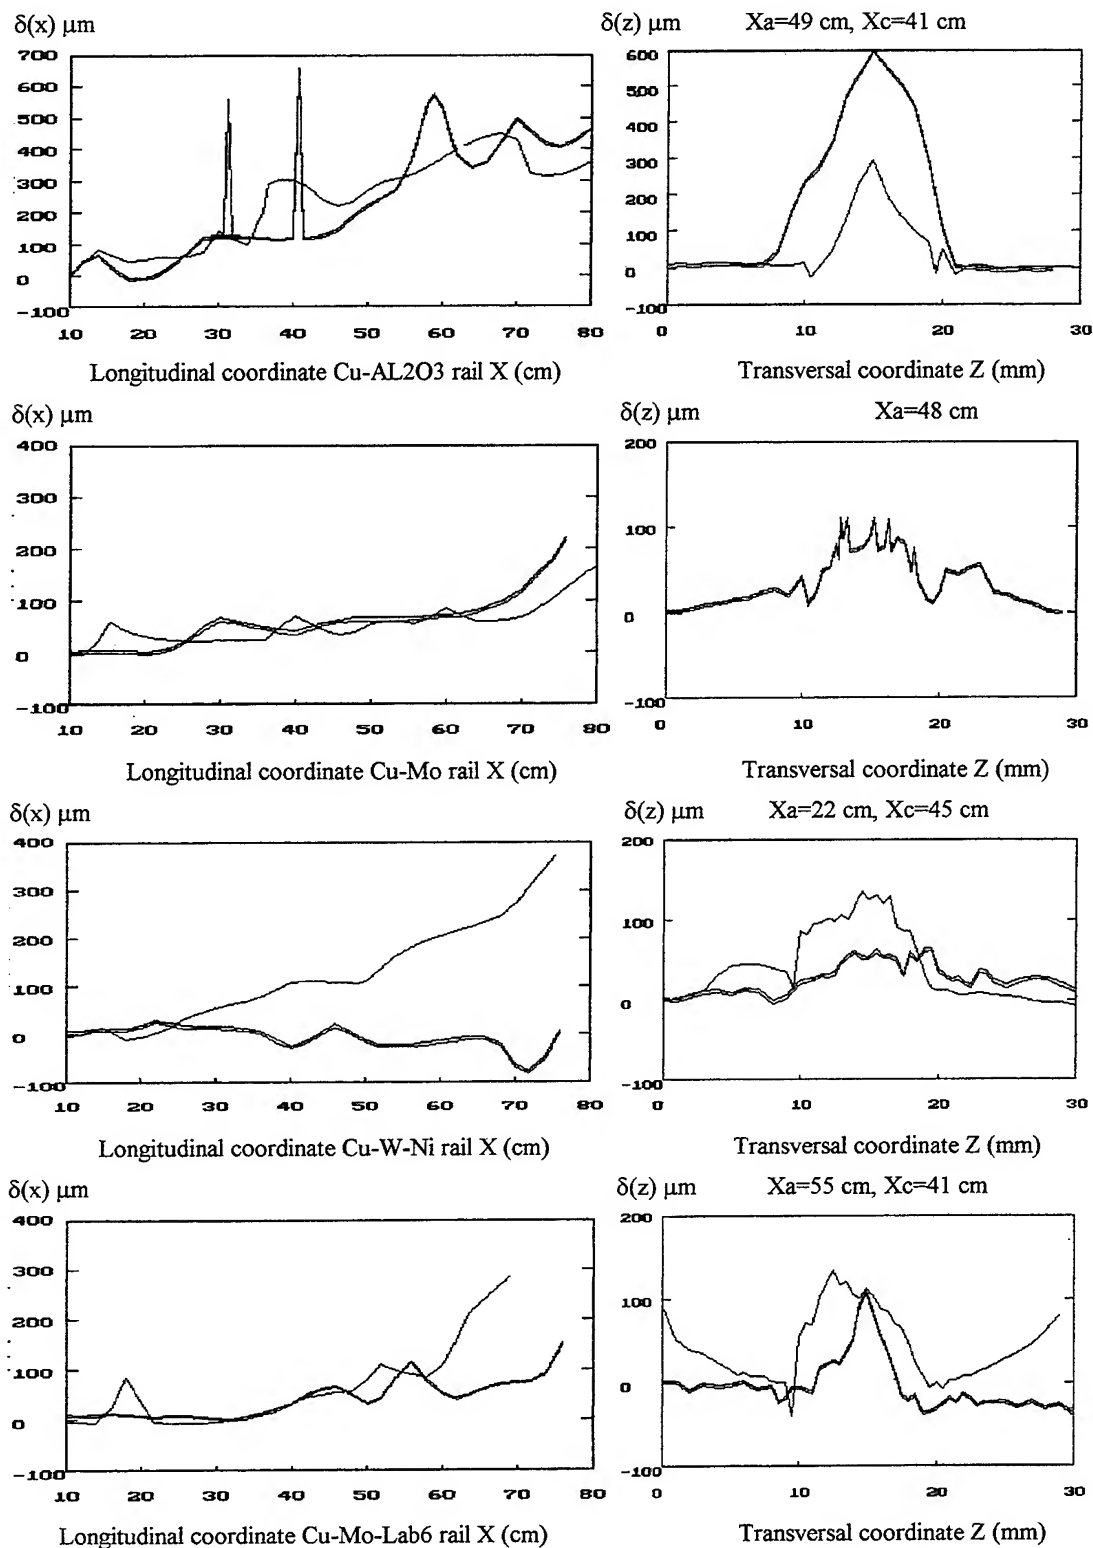 δ(x) μm
700
600
500
400
300
200
100
0
-100
10 20 30 40 50 60 70 80
Longitudinal coordinate Cu-AL2O3 rail X (cm)
δ(z) μm Xa=49 cm, Xc=41 cm
600
500
400
300
200
100
0
-100
0 10 20 30
Transversal coordinate Z (mm)
δ(x) μm
400
300
200
100
0
-100
10 20 30 40 50 60 70 80
Longitudinal coordinate Cu-Mo rail X (cm)
δ(z) μm Xa=48 cm
200
100
0
-100
0 10 20 30
Transversal coordinate Z (mm)
δ(x) μm
400
300
200
100
0
-100
10 20 30 40 50 60 70 80
Longitudinal coordinate Cu-W-Ni rail X (cm)
δ(z) μm Xa=22 cm, Xc=45 cm
200
100
0
-100
0 10 20 30
Transversal coordinate Z (mm)
δ(x) μm
400
300
200
100
0
-100
10 20 30 40 50 60 70 80
Longitudinal coordinate Cu-Mo-Lab6 rail X (cm)
δ(z) μm Xa=55 cm, Xc=41 cm
200
100
0
-100
0 10 20 30
Transversal coordinate Z (mm)